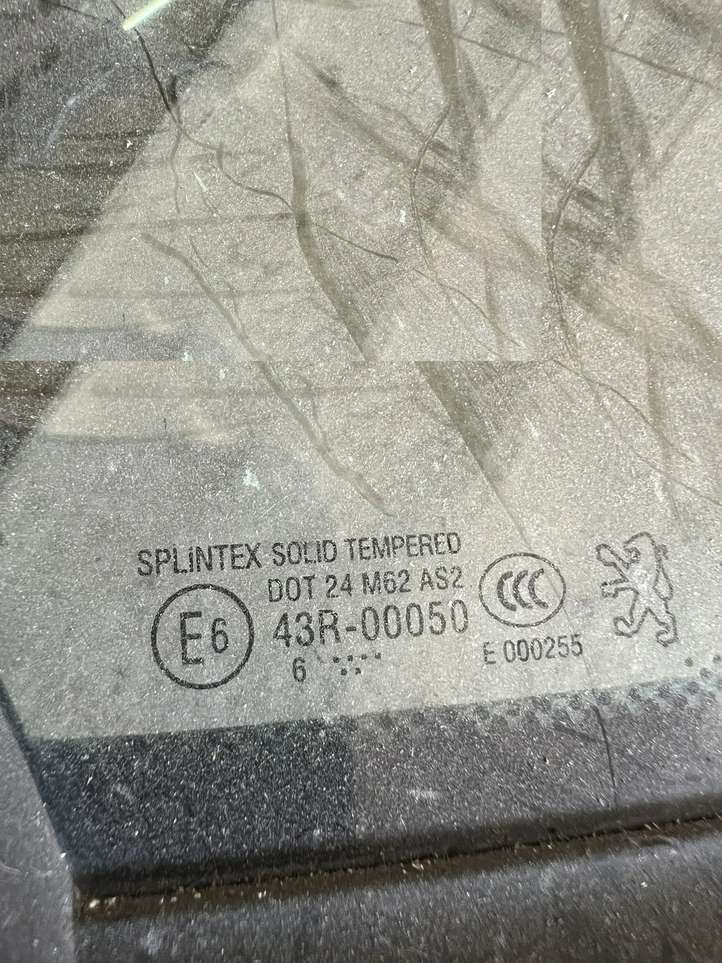 SPLiNTEX SOLID TEMPERED
DOT 24 M62 AS2
E6 43R-00050
6
CCC
E 000255